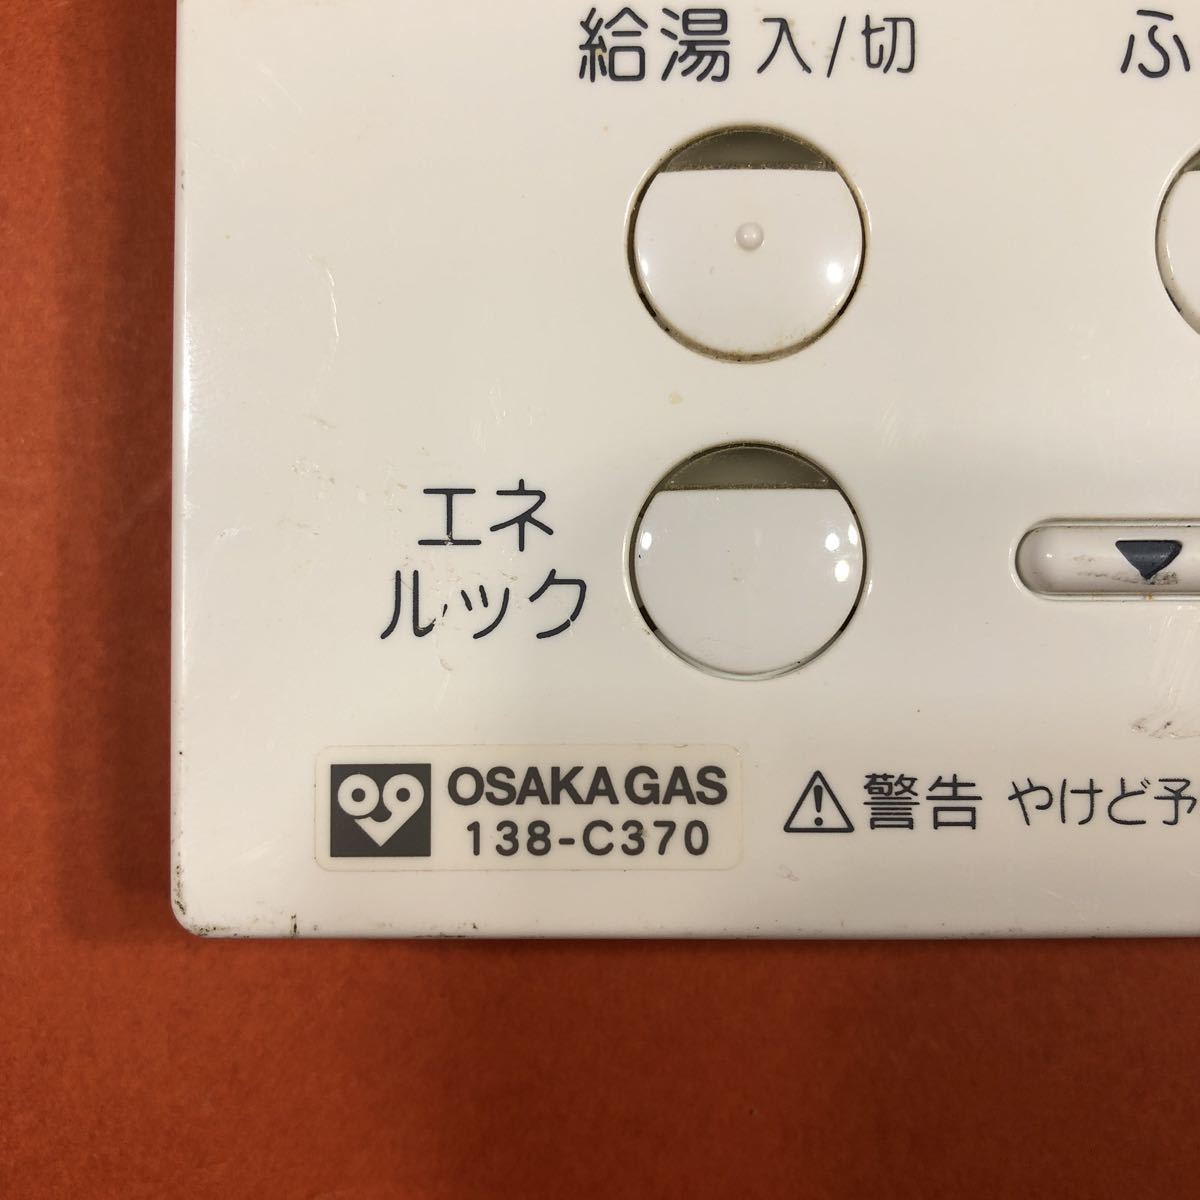 給湯 入/切
ふ
エネ
ルック
OSAKA GAS
138-C370
警告 やけど予